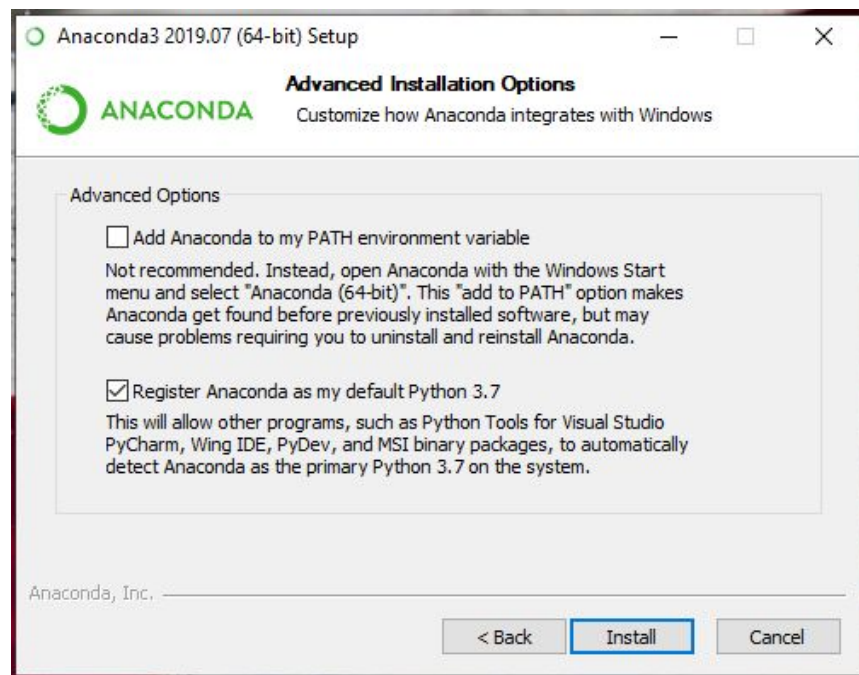 Anaconda3 2019.07 (64-bit) Setup
ANACONDA
Advanced Installation Options
Customize how Anaconda integrates with Windows
Advanced Options
Add Anaconda to my PATH environment variable
Not recommended. Instead, open Anaconda with the Windows Start
menu and select "Anaconda (64-bit)". This "add to PATH" option makes
Anaconda get found before previously installed software, but may
cause problems requiring you to uninstall and reinstall Anaconda.
Register Anaconda as my default Python 3.7
This will allow other programs, such as Python Tools for Visual Studio
PyCharm, Wing IDE, PyDev, and MSI binary packages, to automatically
detect Anaconda as the primary Python 3.7 on the system.
Anaconda, Inc.
< Back
Install
Cancel